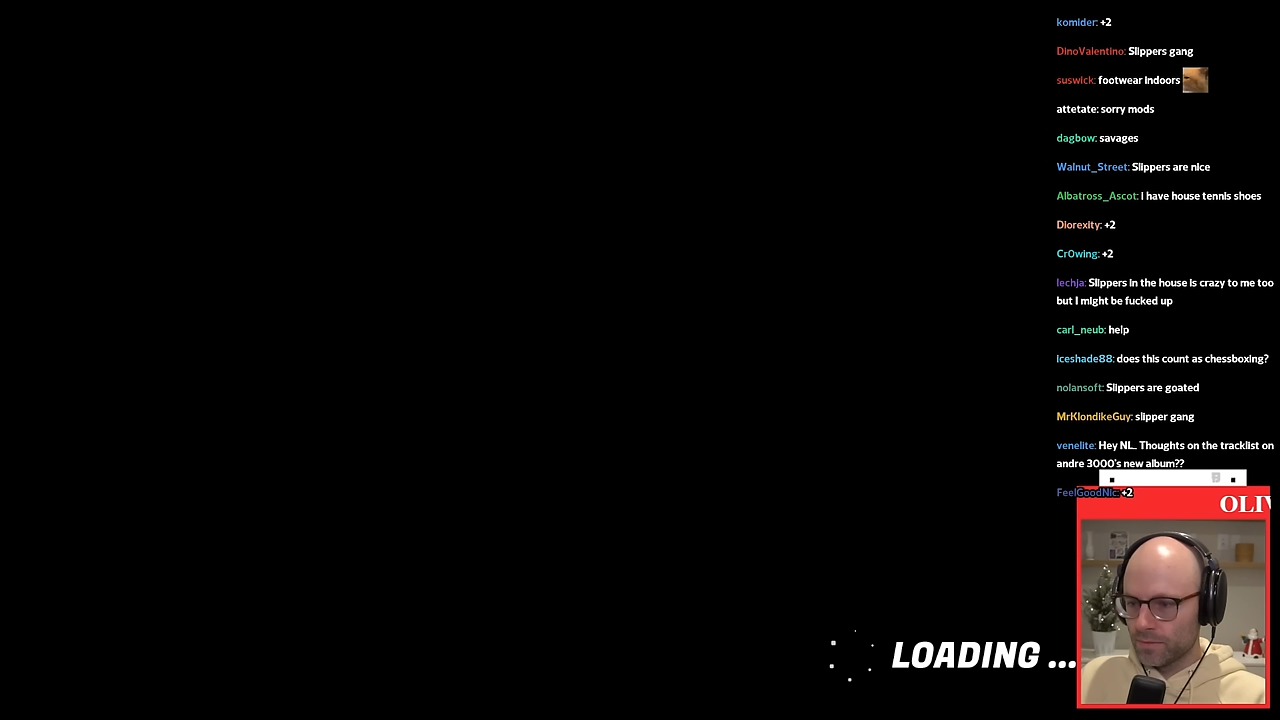 komider: +2
DinoValentino: Slippers gang
suswick: footwear indoors
attetate: sorry mods
dagbow: savages
Walnut_Street: Slippers are nice
Albatross_Ascot: I have house tennis shoes
Diorexity: +2
Cr0wing: +2
lechja: Slippers in the house is crazy to me too
but I might be fucked up
carl_neub: help
Iceshade88: does this count as chessboxing?
nolansoft: Slippers are goated
MrKlondikeGuy: slipper gang
venelite: Hey NL. Thoughts on the tracklist on
andre 3000's new album??
FeelGoodNic: +2
OLIV
LOADING ...